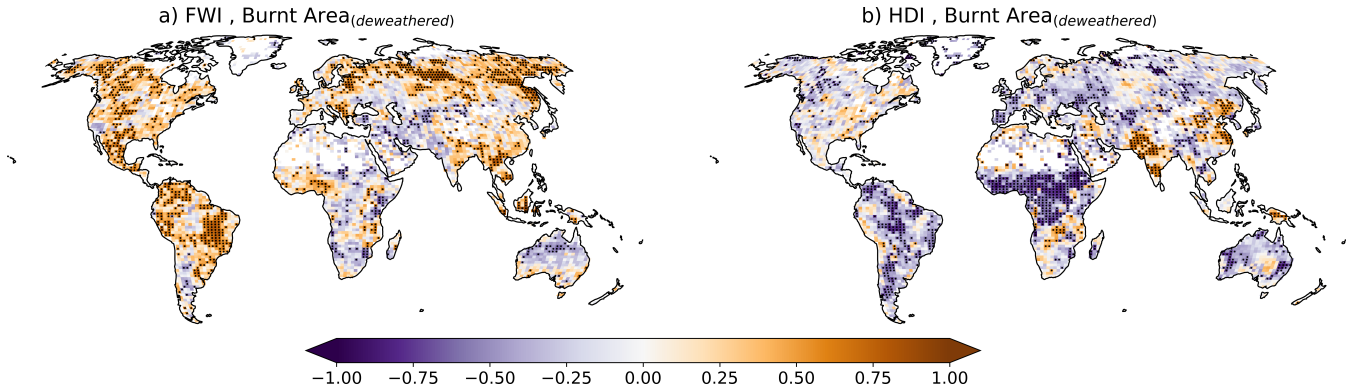 a) FWI , Burnt Area(deweathered)
b) HDI , Burnt Area(deweathered)
−1.00 −0.75 −0.50 −0.25 0.00 0.25 0.50 0.75 1.00